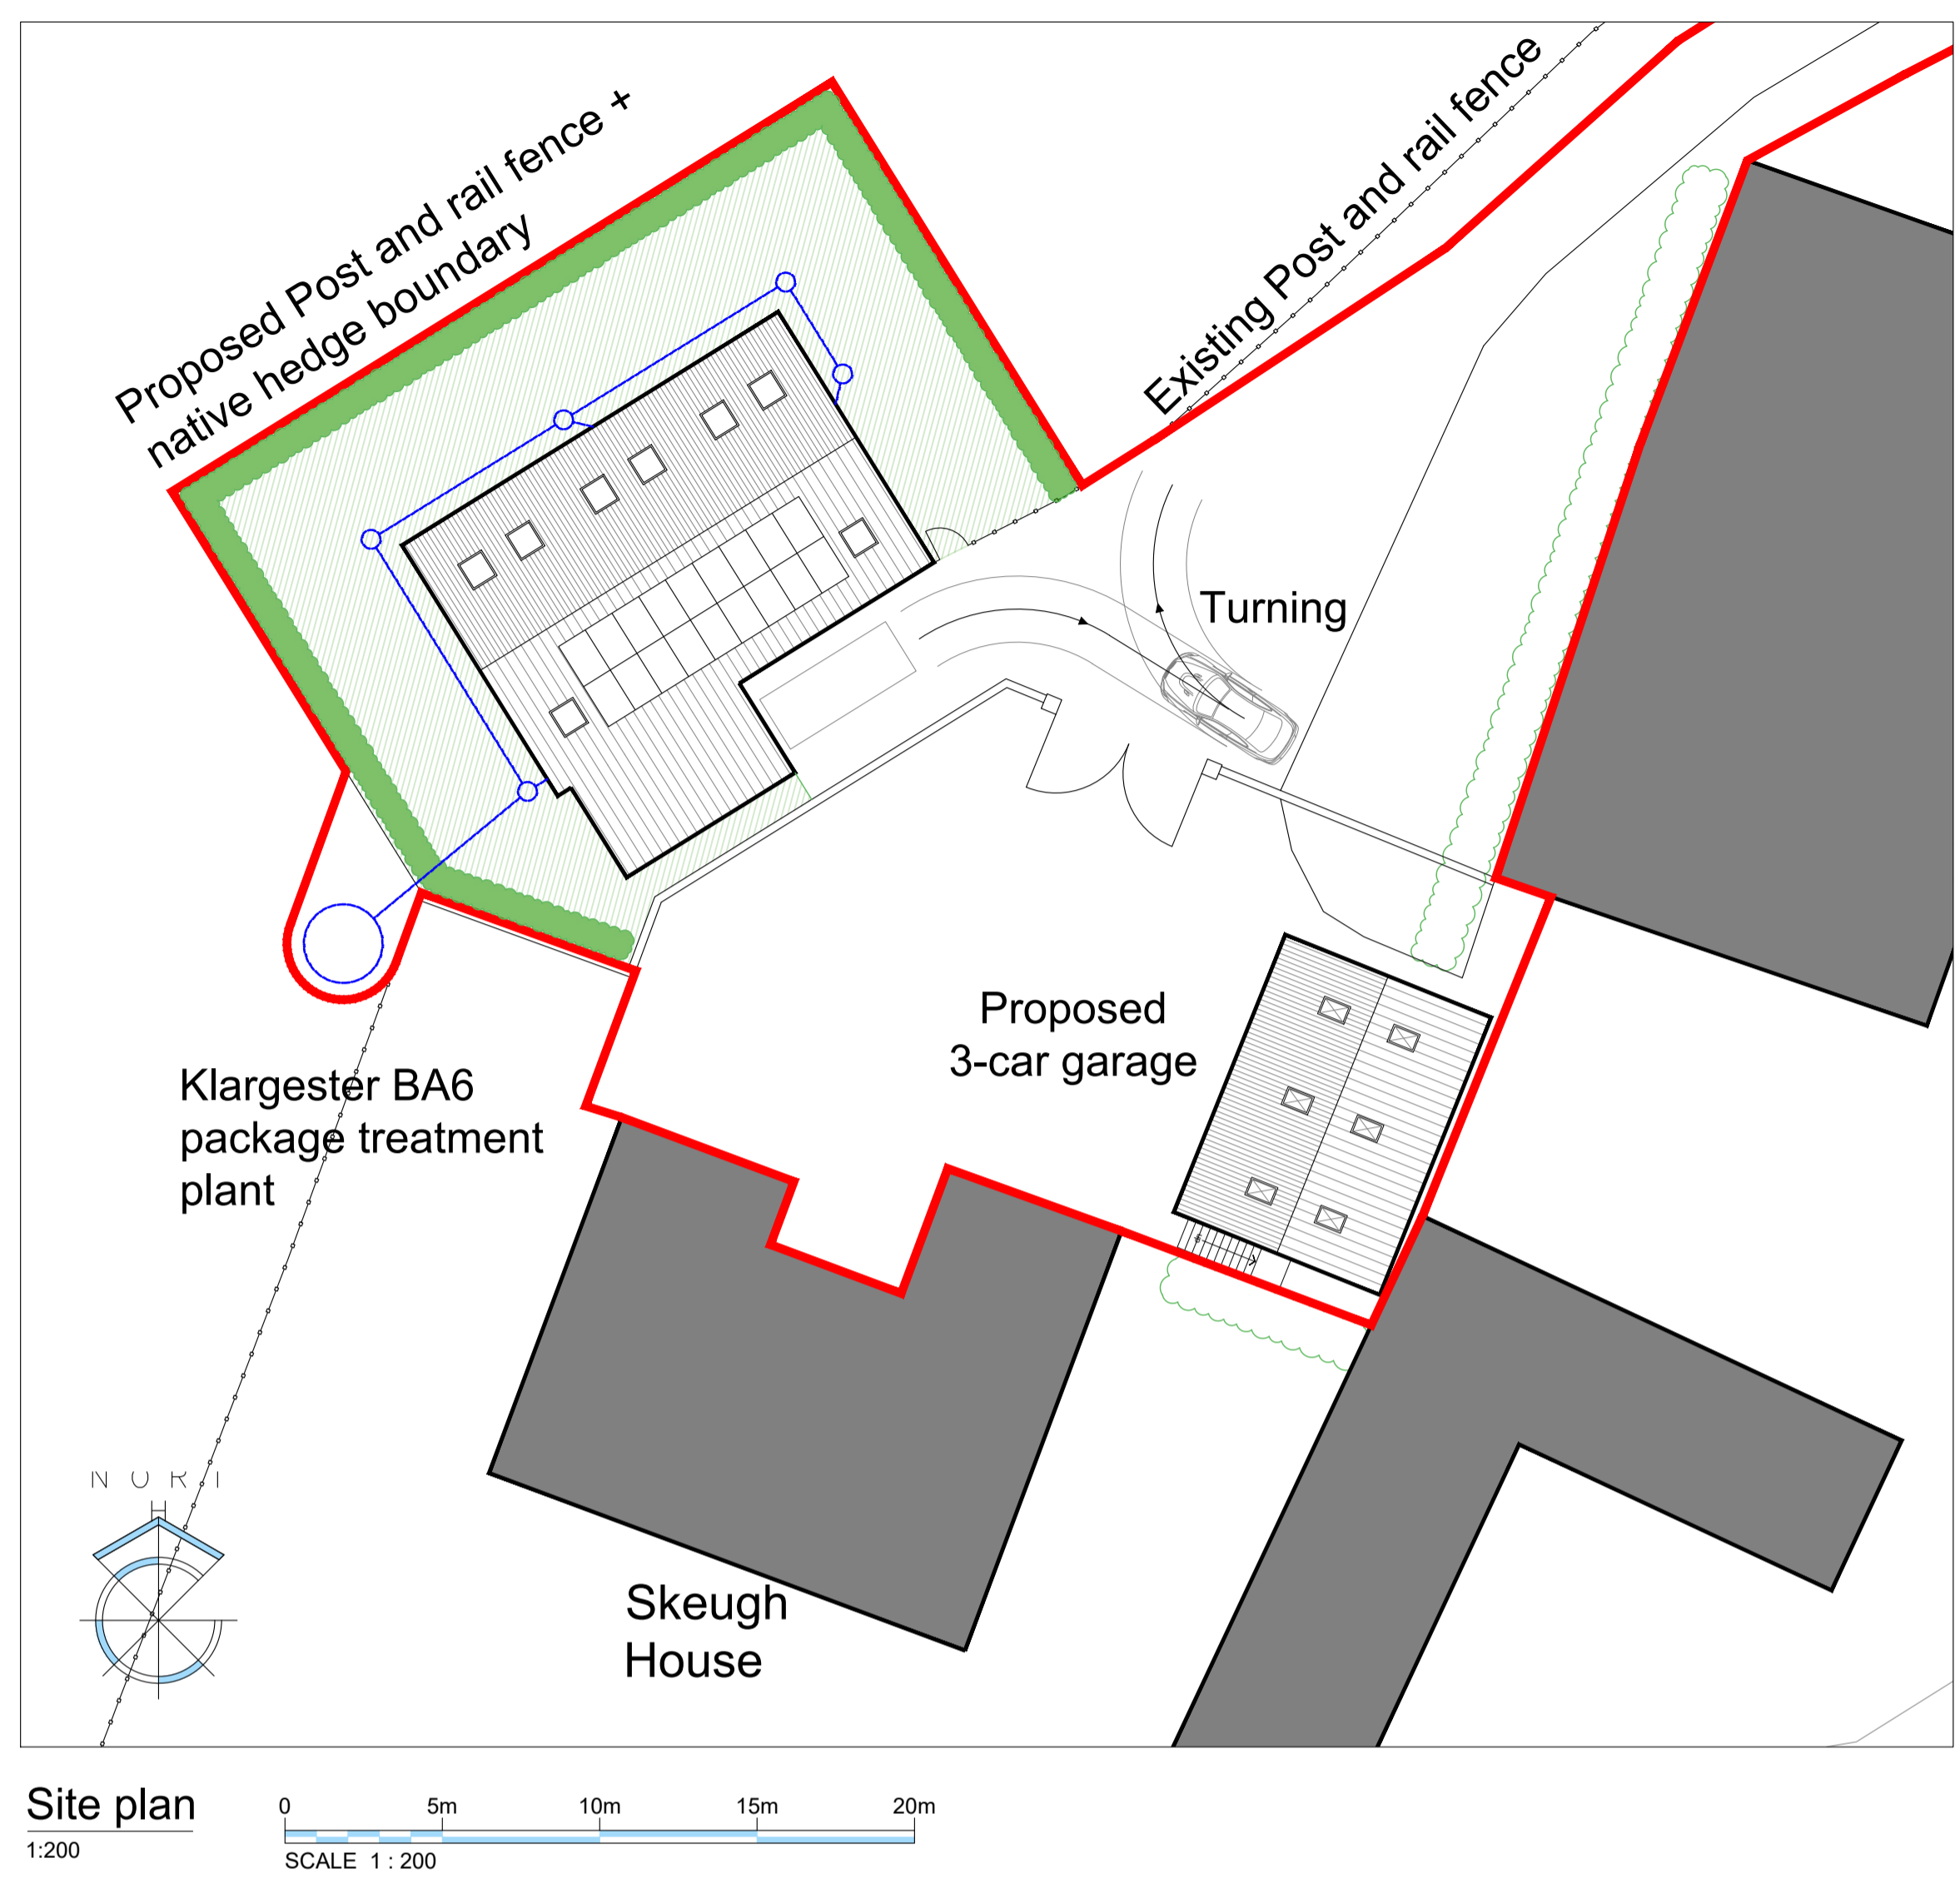 Proposed Post and rail fence +
native hedge boundary
Existing Post and rail fence
Turning
Proposed
3-car garage
Klargester BA6
package treatment
plant
N O R T
H
Skeugh
House
Site plan
1:200
0 5m 10m 15m 20m
SCALE 1 : 200